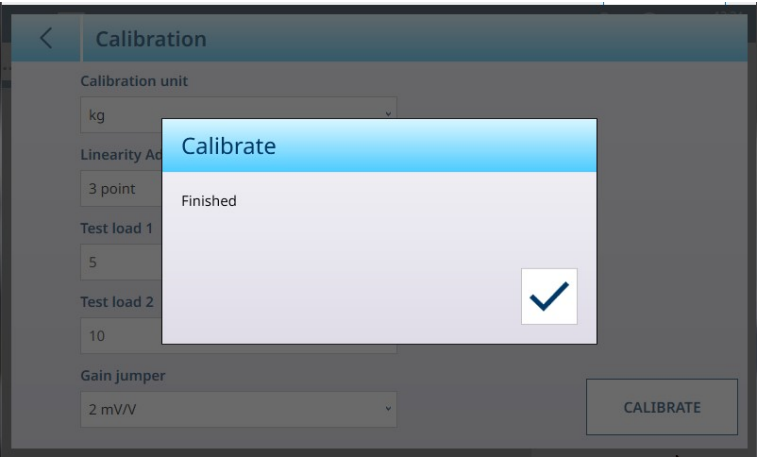 Calibration
Calibration unit
kg
Calibrate
Linearity Ad
3 point
Finished
Test load 1
5
Test load 2
10
Gain jumper
2 mV/V
CALIBRATE